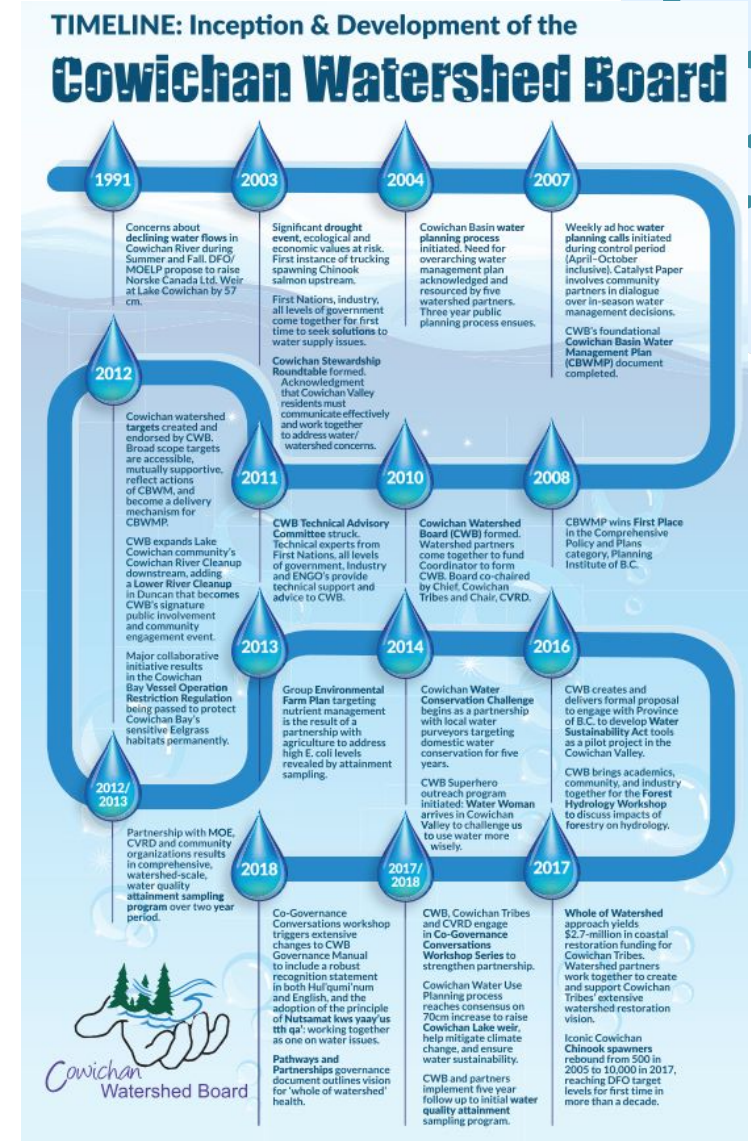 TIMELINE: Inception & Development of the
Cowichan Watershed Board
1991
Concerns about
declining water flows in
Cowichan River during
Summer and Fall. DFO/
MOELP propose to raise
Norske Canada Ltd. Weir
at Lake Cowichan by 57
cm.
2003
Significant drought
event, ecological and
economic values at risk.
First instance of trucking
spawning Chinook
salmon upstream.
First Nations, industry,
all levels of government
come together for first
time to seek solutions to
water supply issues.
Cowichan Stewardship
Roundtable formed.
Acknowledgment
that Cowichan Valley
residents must
communicate effectively
and work together
to address water/
watershed concerns.
2004
Cowichan Basin water
planning process
initiated. Need for
overarching water
management plan
acknowledged and
resourced by five
watershed partners.
Three year public
planning process ensues.
2007
Weekly ad hoc water
planning calls initiated
during control period
(April–October
inclusive). Catalyst Paper
involves community
partners in dialogue
over in-season water
management decisions.
CWB's foundational
Cowichan Basin Water
Management Plan
(CBWMP) document
completed.
2008
CBWMP wins First Place
in the Comprehensive
Policy and Plans
category, Planning
Institute of B.C.
2010
Cowichan Watershed
Board (CWB) formed.
Watershed partners
come together to fund
Coordinator to form
CWB. Board co-chaired
by Chief, Cowichan
Tribes and Chair, CVRD.
2011
CWB Technical Advisory
Committee struck.
Technical experts from
First Nations, all levels
of government, Industry
and ENGO's provide
technical support and
advice to CWB.
2012
Cowichan watershed
targets created and
endorsed by CWB.
Broad scope targets
are accessible,
mutually supportive,
reflect actions
of CBWM, and
become a delivery
mechanism for
CBWMP.
CWB expands Lake
Cowichan community's
Cowichan River Cleanup
downstream, adding
a Lower River Cleanup
in Duncan that becomes
CWB's signature
public involvement
and community
engagement event.
Major collaborative
initiative results
in the Cowichan
Bay Vessel Operation
Restriction Regulation
being passed to protect
Cowichan Bay's
sensitive Eelgrass
habitats permanently.
2012/
2013
Partnership with MOE,
CVRD and community
organizations results
in comprehensive,
watershed-scale,
water quality
attainment sampling
program over two year
period.
2013
Group Environmental
Farm Plan targeting
nutrient management
is the result of a
partnership with
agriculture to address
high E. coli levels
revealed by attainment
sampling.
2014
Cowichan Water
Conservation Challenge
begins as a partnership
with local water
purveyors targeting
domestic water
conservation for five
years.
CWB Superhero
outreach program
initiated: Water Woman
arrives in Cowichan
Valley to challenge us
to use water more
wisely.
2016
CWB creates and
delivers formal proposal
to engage with Province
of B.C. to develop Water
Sustainability Act tools
as a pilot project in the
Cowichan Valley.
CWB brings academics,
community, and industry
together for the Forest
Hydrology Workshop
to discuss impacts of
forestry on hydrology.
2017
Whole of Watershed
approach yields
$2.7-million in coastal
restoration funding for
Cowichan Tribes.
Watershed partners
work together to create
and support Cowichan
Tribes' extensive
watershed restoration
vision.
Iconic Cowichan
Chinook spawners
rebound from 500 in
2005 to 10,000 in 2017,
reaching DFO target
levels for first time in
more than a decade.
2017/
2018
CWB, Cowichan Tribes
and CVRD engage
in Co-Governance
Conversations
Workshop Series to
strengthen partnership.
Cowichan Water Use
Planning process
reaches consensus on
70cm increase to raise
Cowichan Lake weir,
help mitigate climate
change, and ensure
water sustainability.
CWB and partners
implement five year
follow up to initial water
quality attainment
sampling program.
2018
Co-Governance
Conversations workshop
triggers extensive
changes to CWB
Governance Manual
to include a robust
recognition statement
in both Hul'qumi'num
and English, and the
adoption of the principle
of Nutsamat kws yaay'us
tth qa': working together
as one on water issues.
Pathways and
Partnerships governance
document outlines vision
for 'whole of watershed'
health.
Cowichan
Watershed Board